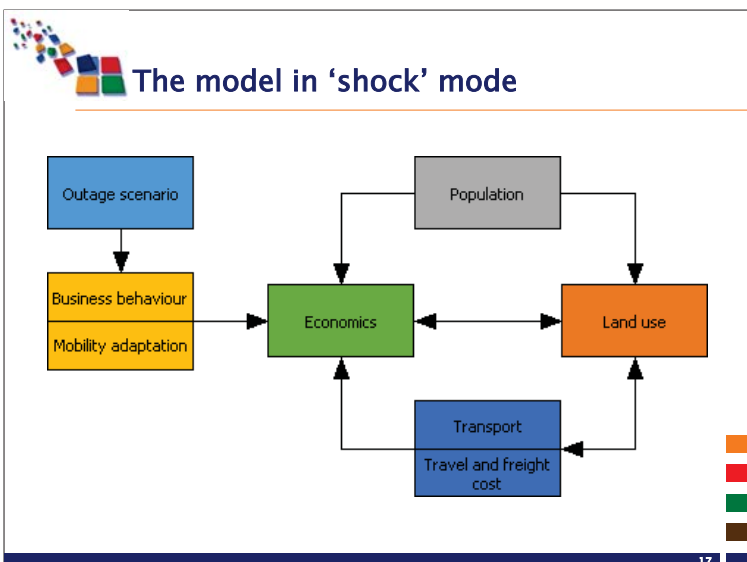 The model in ‘shock’ mode
Outage scenario
Population
Business behaviour
Mobility adaptation
Economics
Land use
Transport
Travel and freight
cost
17